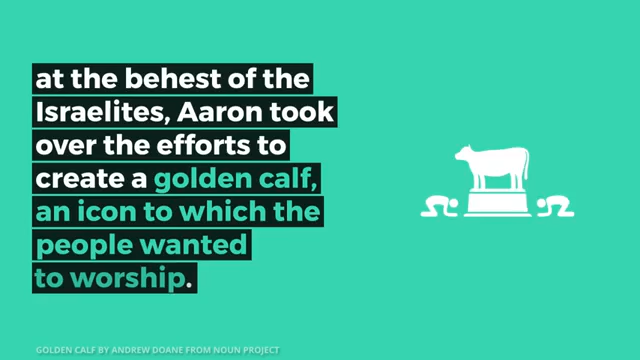 at the behest of the
Israelites, Aaron took
over the efforts to
create a golden calf,
an icon to which the
people wanted
to worship.
GOLDEN CALF BY ANDREW DOANE FROM NOUN PROJECT